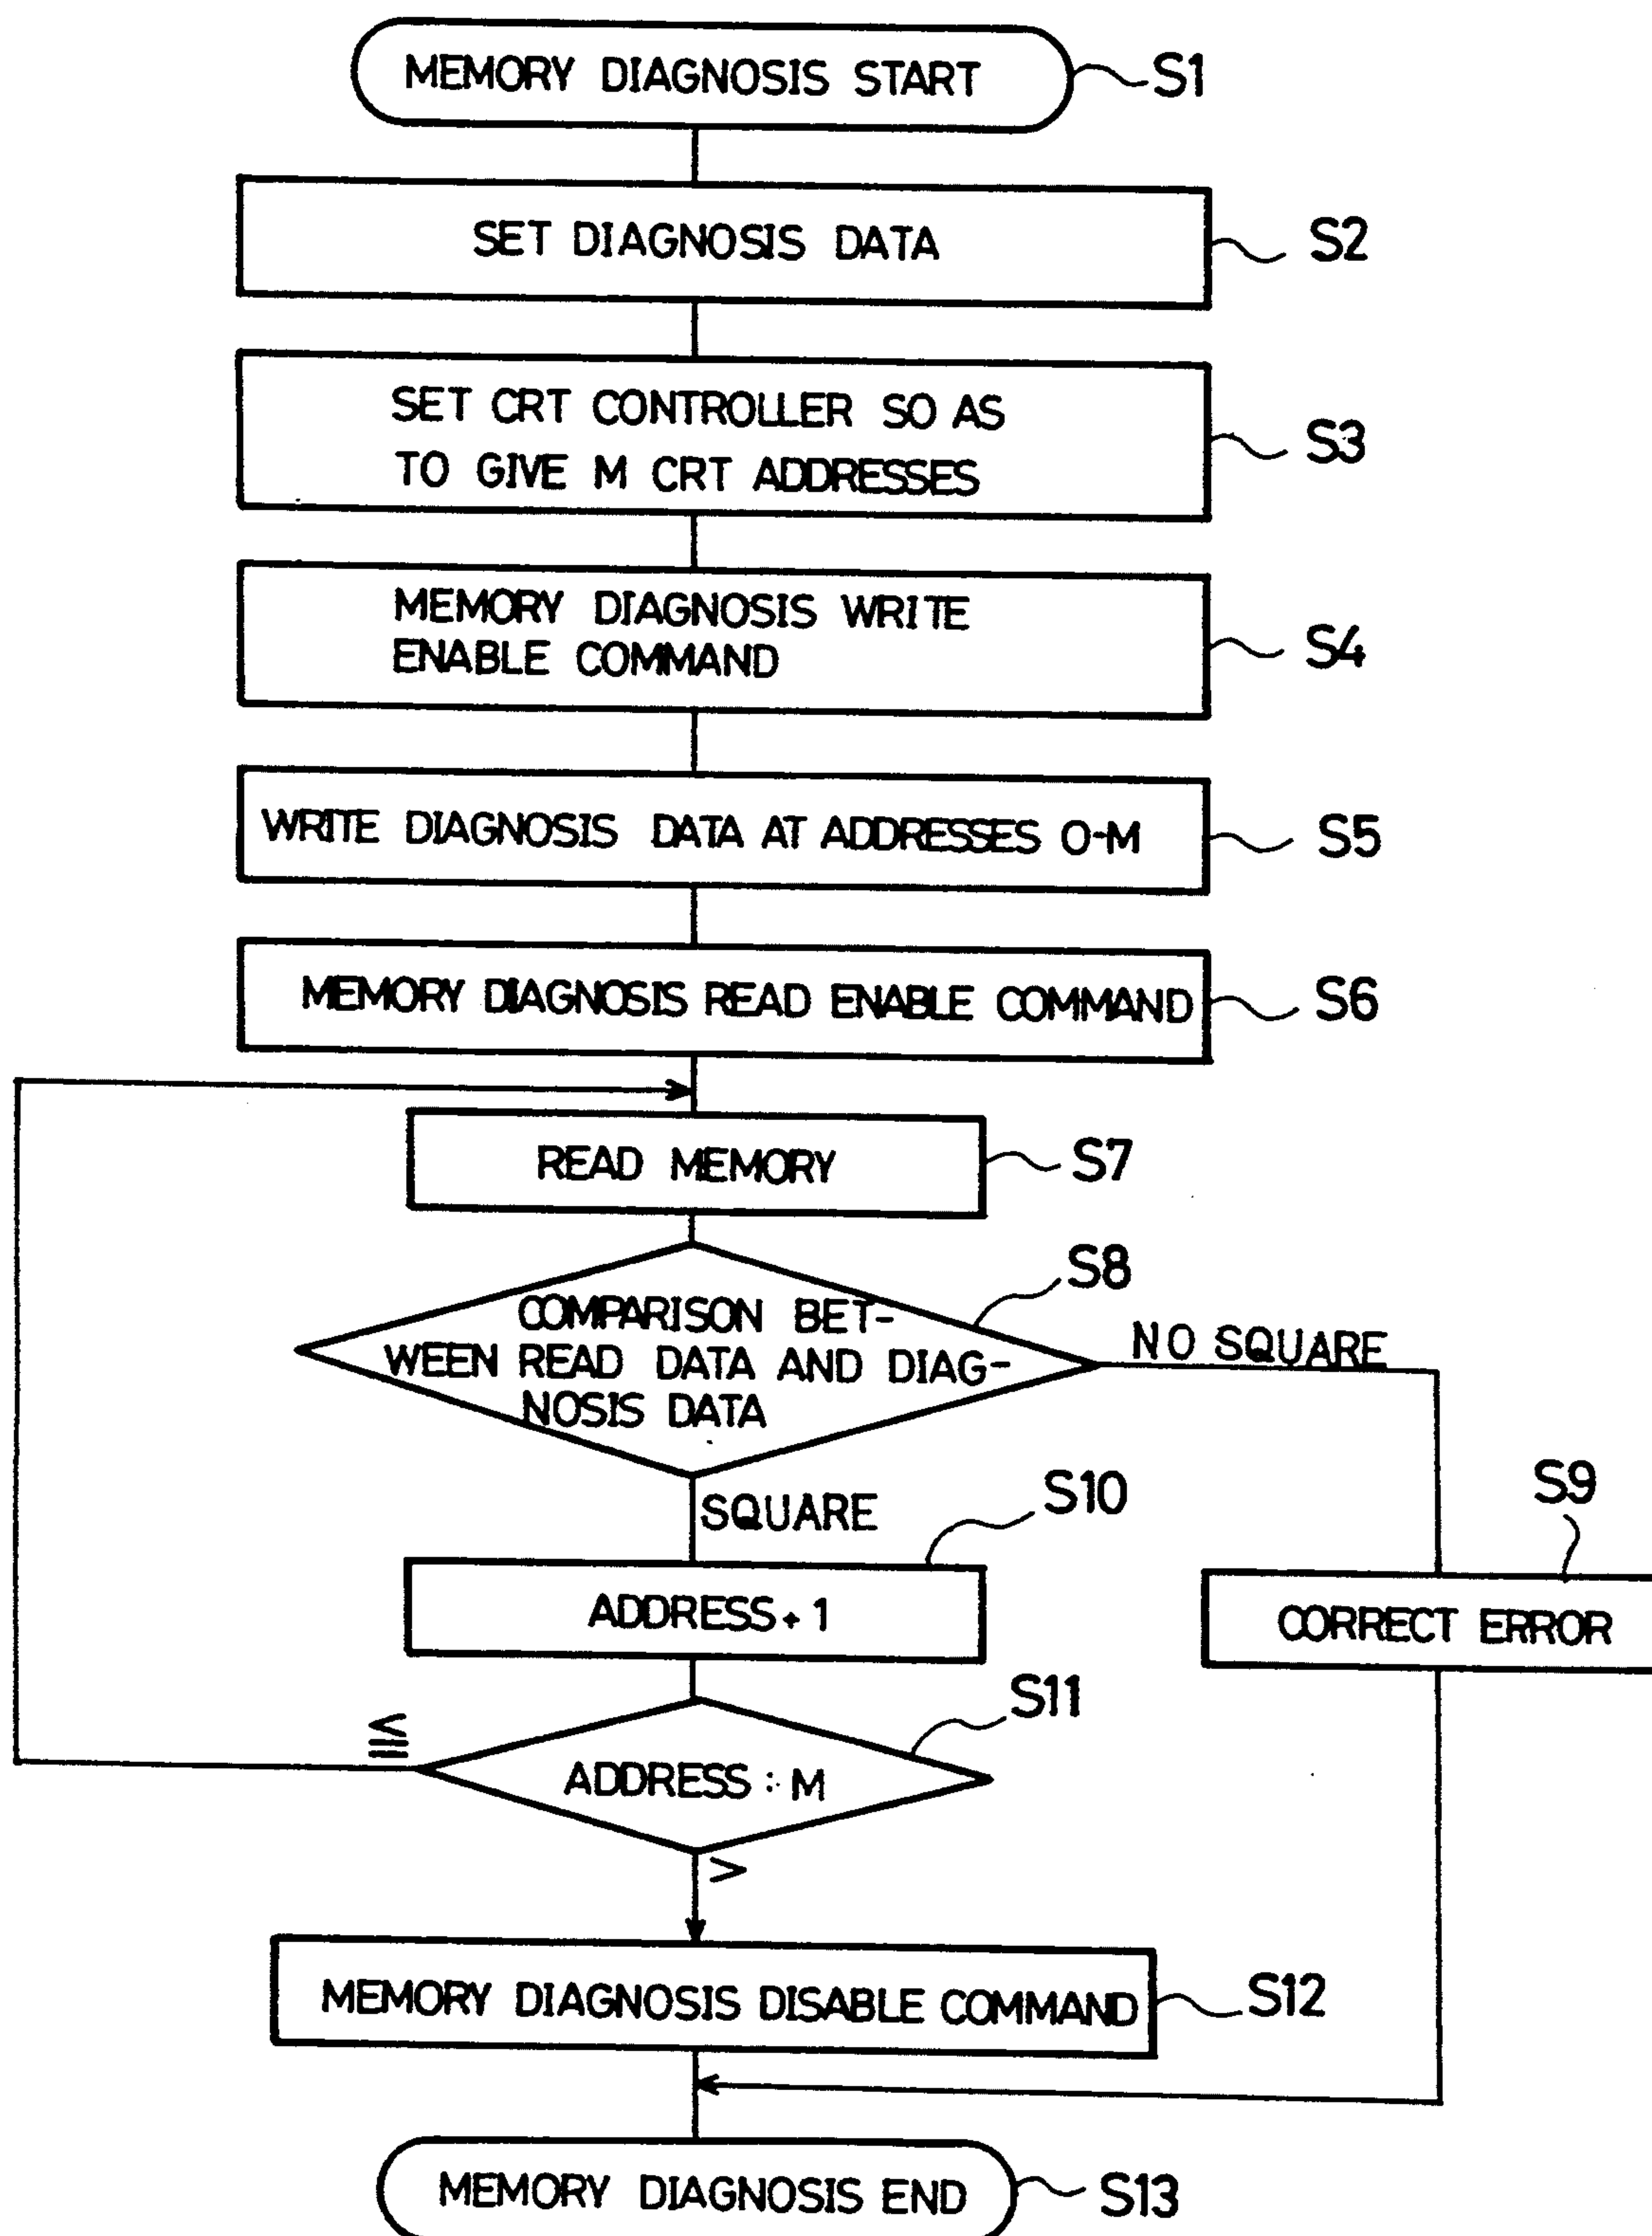 MEMORY DIAGNOSIS START
S1
SET DIAGNOSIS DATA
S2
SET CRT CONTROLLER SO AS
TO GIVE M CRT ADDRESSES
S3
MEMORY DIAGNOSIS WRITE
ENABLE COMMAND
S4
WRITE DIAGNOSIS DATA AT ADDRESSES 0-M
S5
MEMORY DIAGNOSIS READ ENABLE COMMAND
S6
READ MEMORY
S7
S8
COMPARISON BET-
WEEN READ DATA AND DIAG-
NOSIS DATA
NO SQUARE
SQUARE
S10
S9
ADDRESS + 1
CORRECT ERROR
S11
≦
ADDRESS : M
>
MEMORY DIAGNOSIS DISABLE COMMAND
S12
MEMORY DIAGNOSIS END
S13